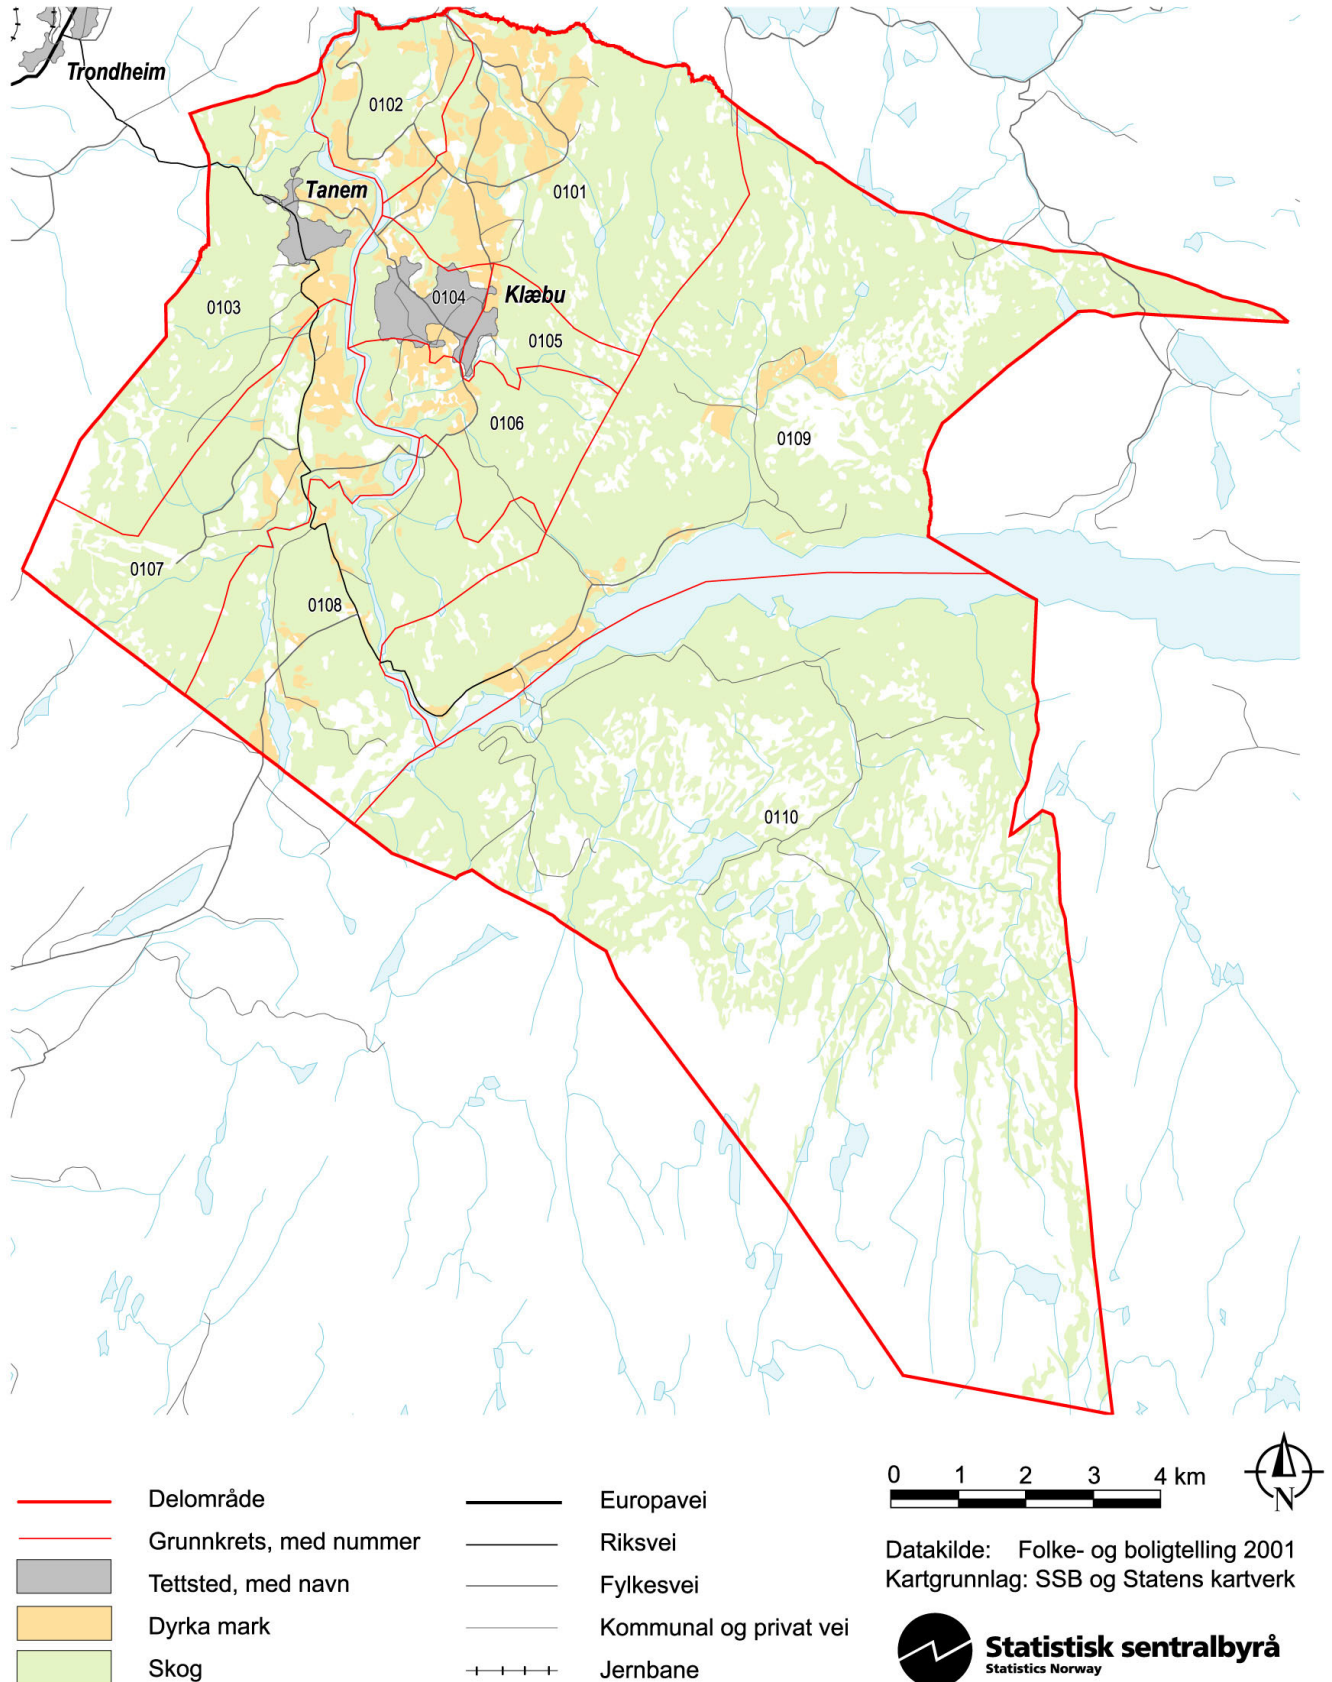 Trondheim
0102
Tanem
0101
0103
0104
Klæbu
0105
0106
0109
0107
0108
0110
0 1 2 3 4 km
N
Delområde
Grunnkrets, med nummer
Tettsted, med navn
Dyrka mark
Skog
Europavei
Riksvei
Fylkesvei
Kommunal og privat vei
Jernbane
Datakilde: Folke- og boligtelling 2001
Kartgrunnlag: SSB og Statens kartverk
Statistisk sentralbyrå
Statistics Norway